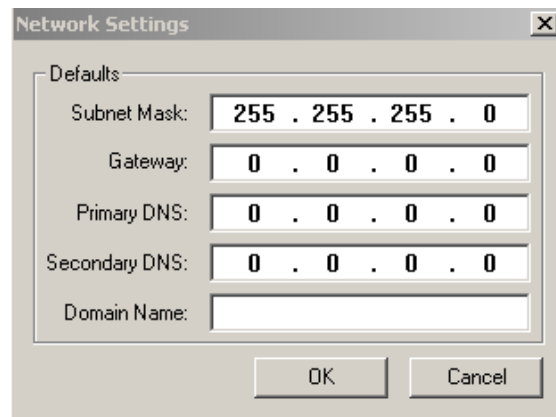 Network Settings
Defaults
Subnet Mask: 255 . 255 . 255 . 0
Gateway: 0 . 0 . 0 . 0
Primary DNS: 0 . 0 . 0 . 0
Secondary DNS: 0 . 0 . 0 . 0
Domain Name:
OK Cancel